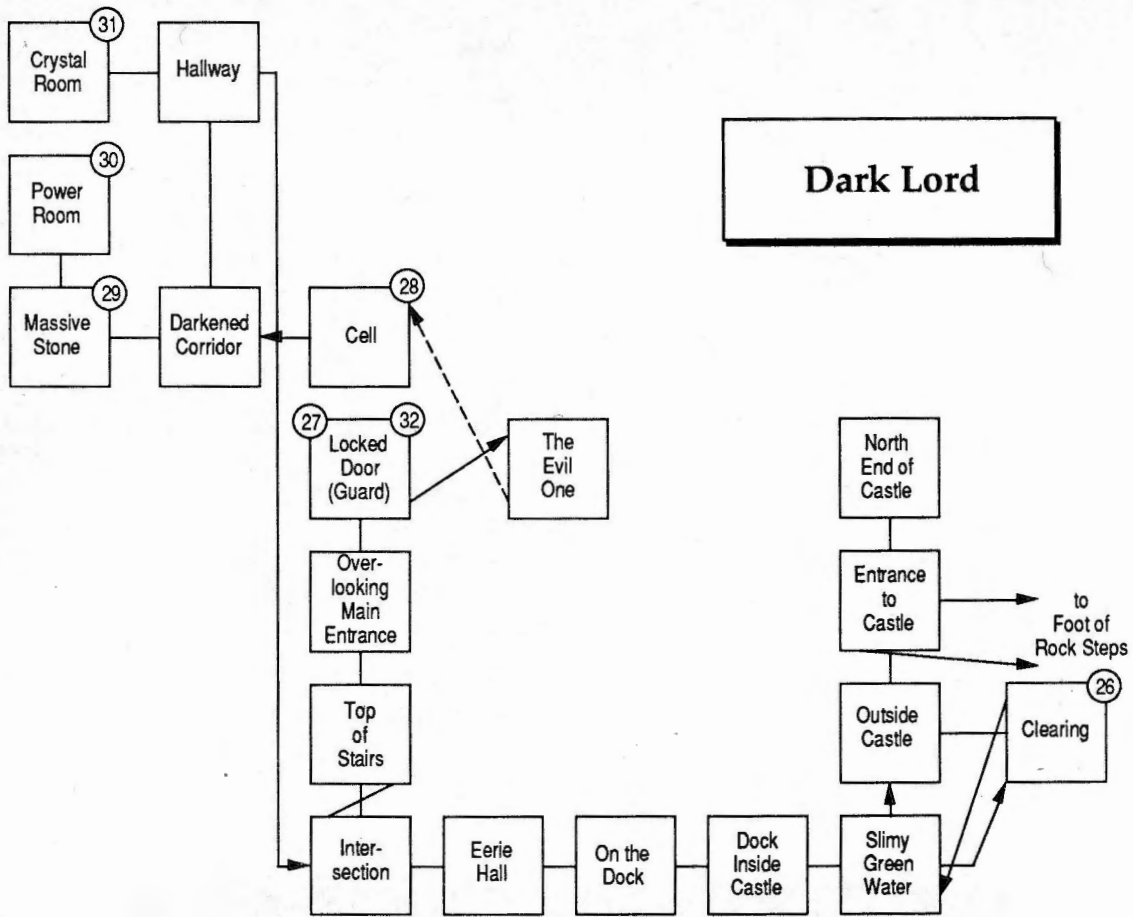 31
Crystal
Room
Hallway
Dark Lord
30
Power
Room
29
Massive
Stone
Darkened
Corridor
28
Cell
27
32
Locked
Door
(Guard)
The
Evil
One
North
End of
Castle
Over-
looking
Main
Entrance
Entrance
to
Castle
to
Foot of
Rock Steps
Top
of
Stairs
Outside
Castle
26
Clearing
Inter-
section
Eerie
Hall
On the
Dock
Dock
Inside
Castle
Slimy
Green
Water